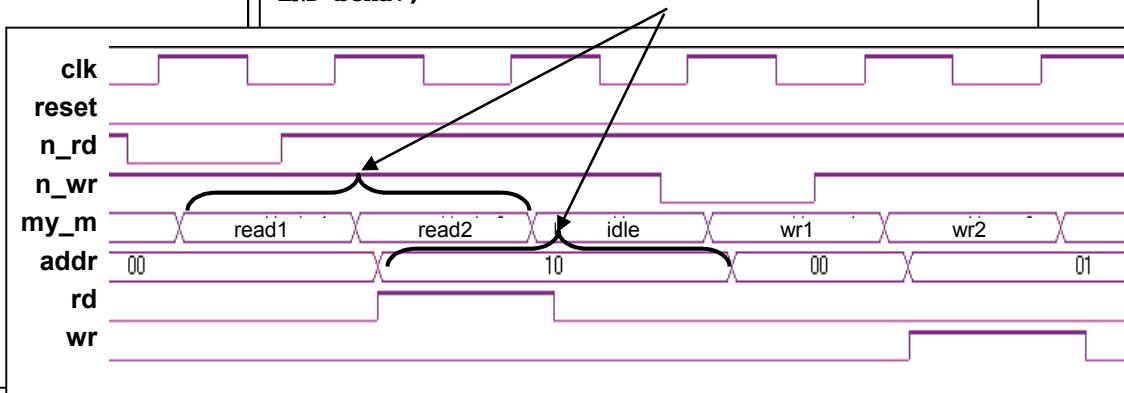 clk
reset
n_rd
n_wr
my_m read1 read2 idle wr1 wr2
addr 00 10 00 01
rd
wr